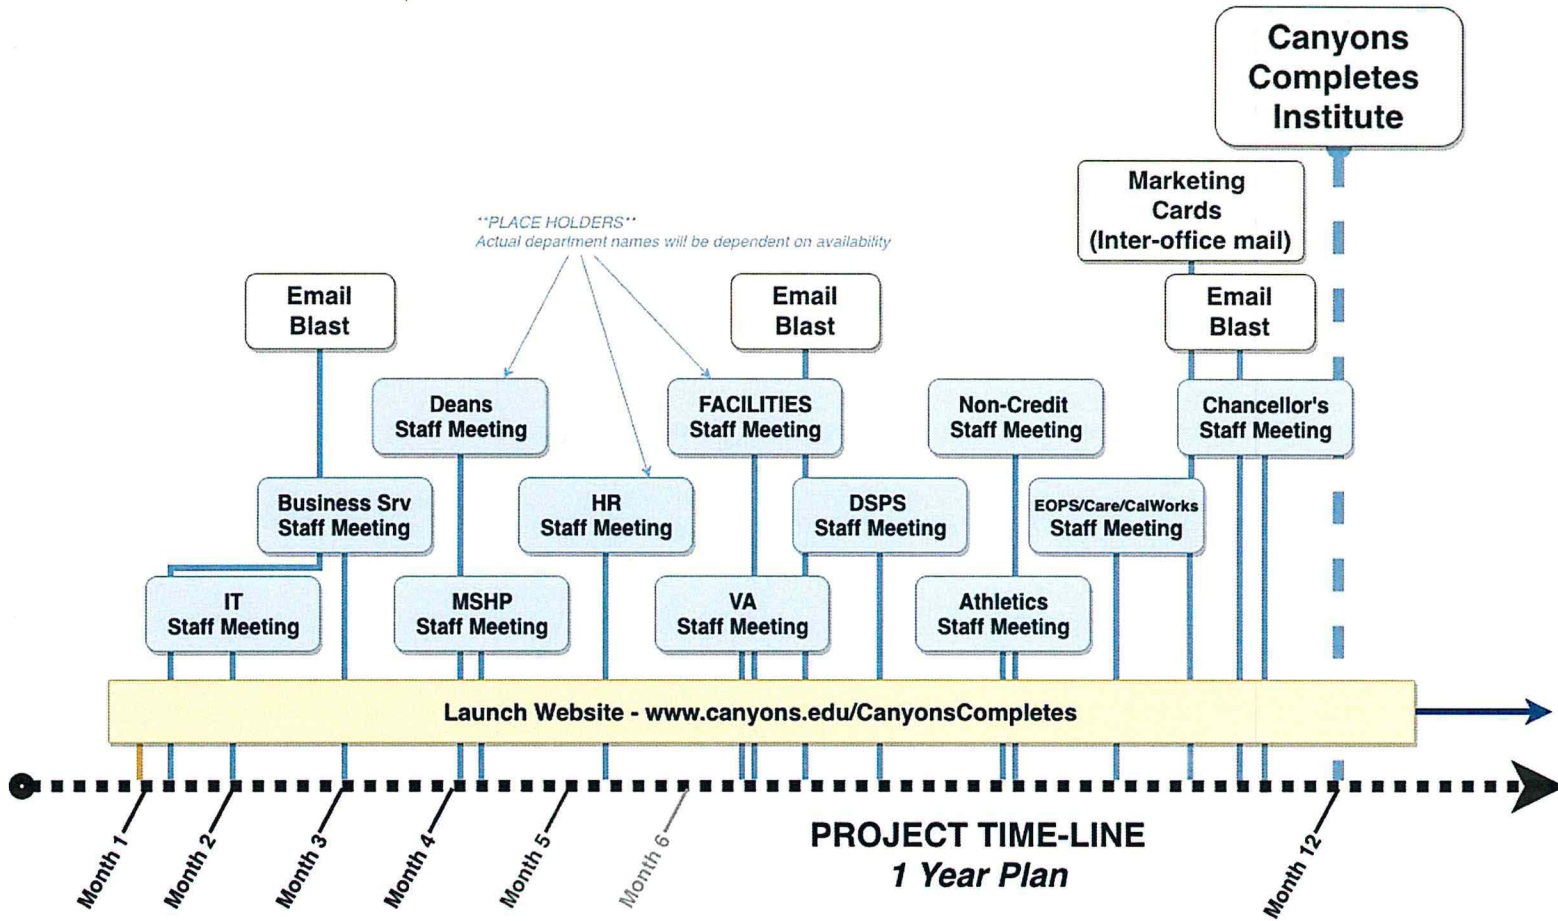 Canyons
Completes
Institute
Marketing
Cards
(Inter-office mail)
**PLACE HOLDERS**
Actual department names will be dependent on availability
Email
Blast
Email
Blast
Email
Blast
Deans
Staff Meeting
FACILITIES
Staff Meeting
Non-Credit
Staff Meeting
Chancellor's
Staff Meeting
Business Srv
Staff Meeting
HR
Staff Meeting
DSPS
Staff Meeting
EOPS/Care/CalWorks
Staff Meeting
IT
Staff Meeting
MSHP
Staff Meeting
VA
Staff Meeting
Athletics
Staff Meeting
Launch Website - www.canyons.edu/CanyonsCompletes
Month 1
Month 2
Month 3
Month 4
Month 5
Month 6
Month 12
PROJECT TIME-LINE
1 Year Plan